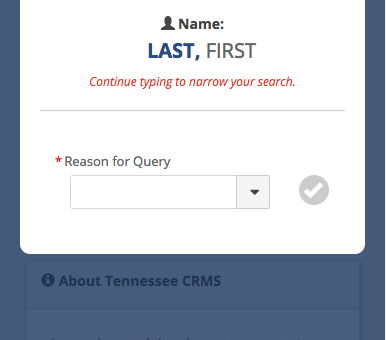 Name:
LAST, FIRST
Continue typing to narrow your search.
* Reason for Query
About Tennessee CRMS